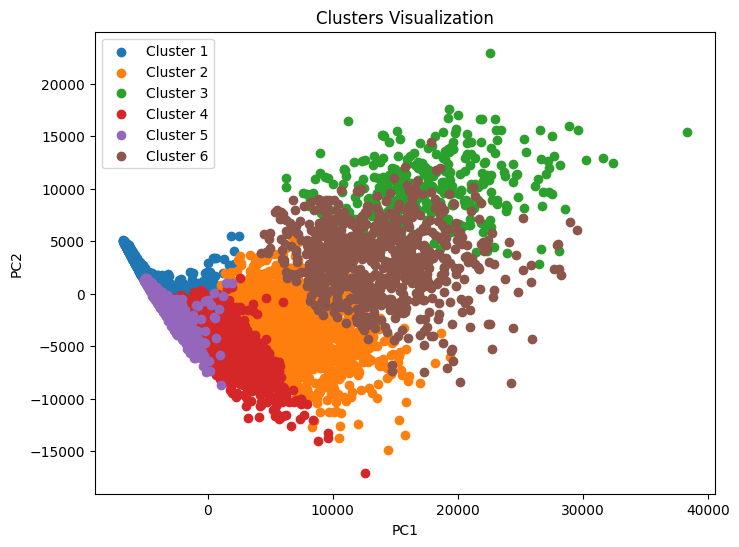 Clusters Visualization
Cluster 1
Cluster 2
Cluster 3
Cluster 4
Cluster 5
Cluster 6
20000
15000
10000
5000
0
−5000
−10000
−15000
PC2
0
10000
20000
30000
40000
PC1